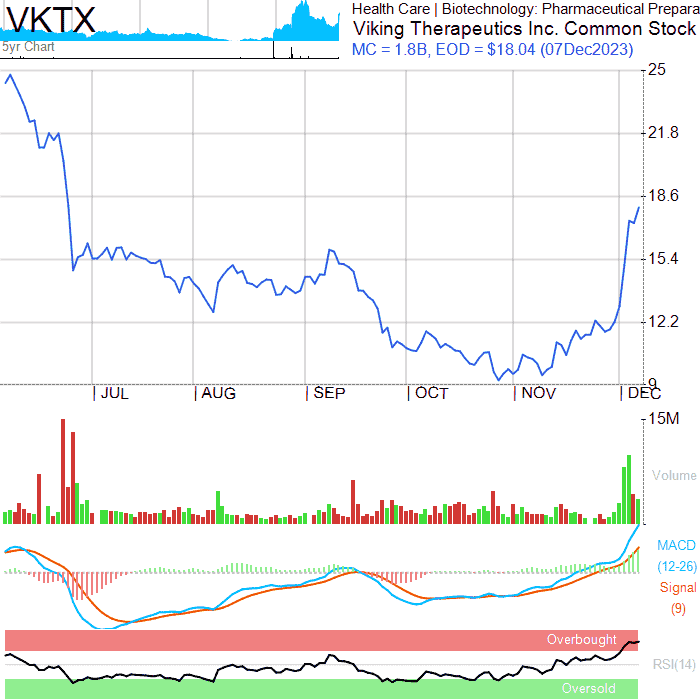 VKTX
5yr Chart
Health Care | Biotechnology: Pharmaceutical Prepara
Viking Therapeutics Inc. Common Stock
MC = 1.8B, EOD = $18.04 (07Dec2023)
25
21.8
18.6
15.4
12.2
9
JUL AUG SEP OCT NOV DEC
15M
Volume
MACD
(12-26)
Signal
(9)
Overbought
RSI(14)
Oversold